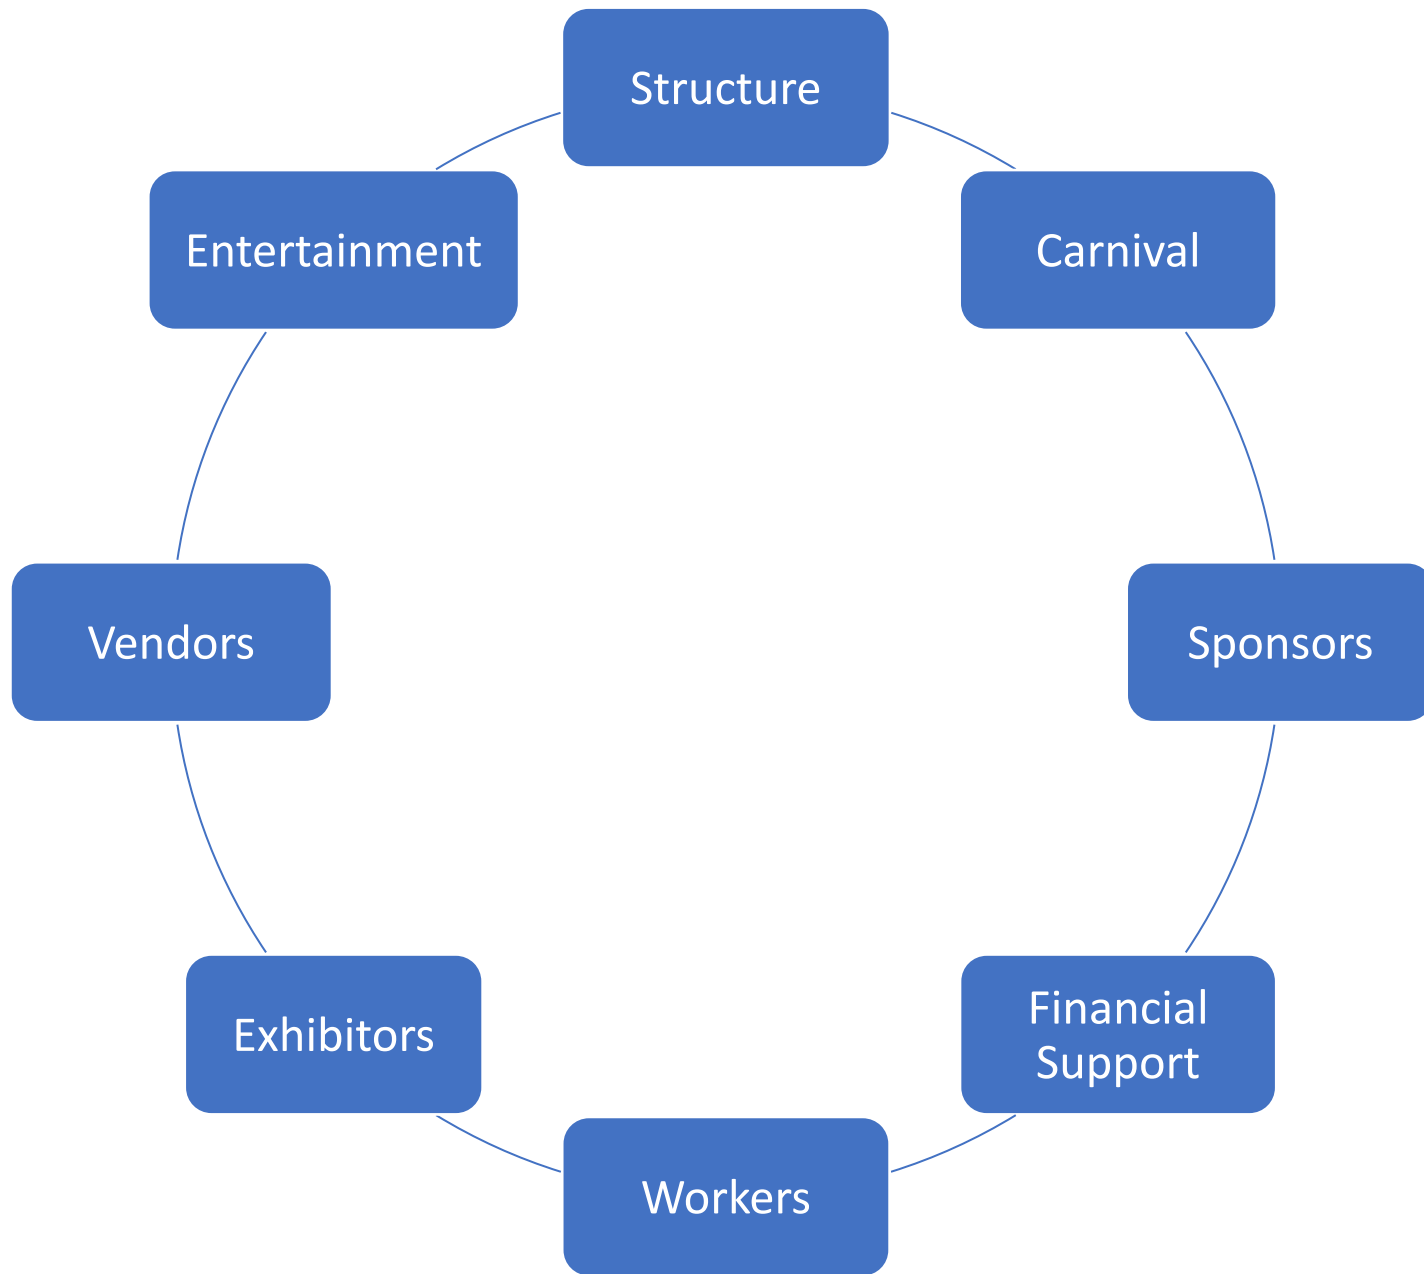 Structure
Carnival
Sponsors
Financial
Support
Workers
Exhibitors
Vendors
Entertainment